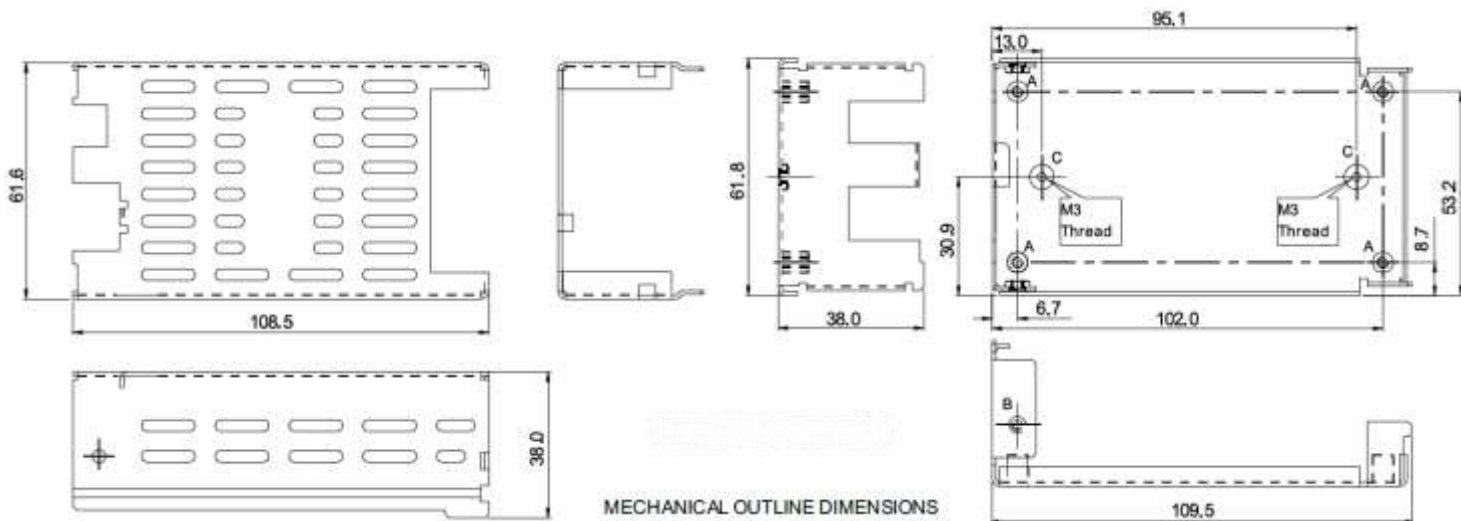 95.1
13.0
A
A
61.6
61.8
C
C
M3
Thread
M3
Thread
53.2
30.9
8.7
A
A
6.7
108.5
38.0
102.0
B
38.0
MECHANICAL OUTLINE DIMENSIONS
109.5